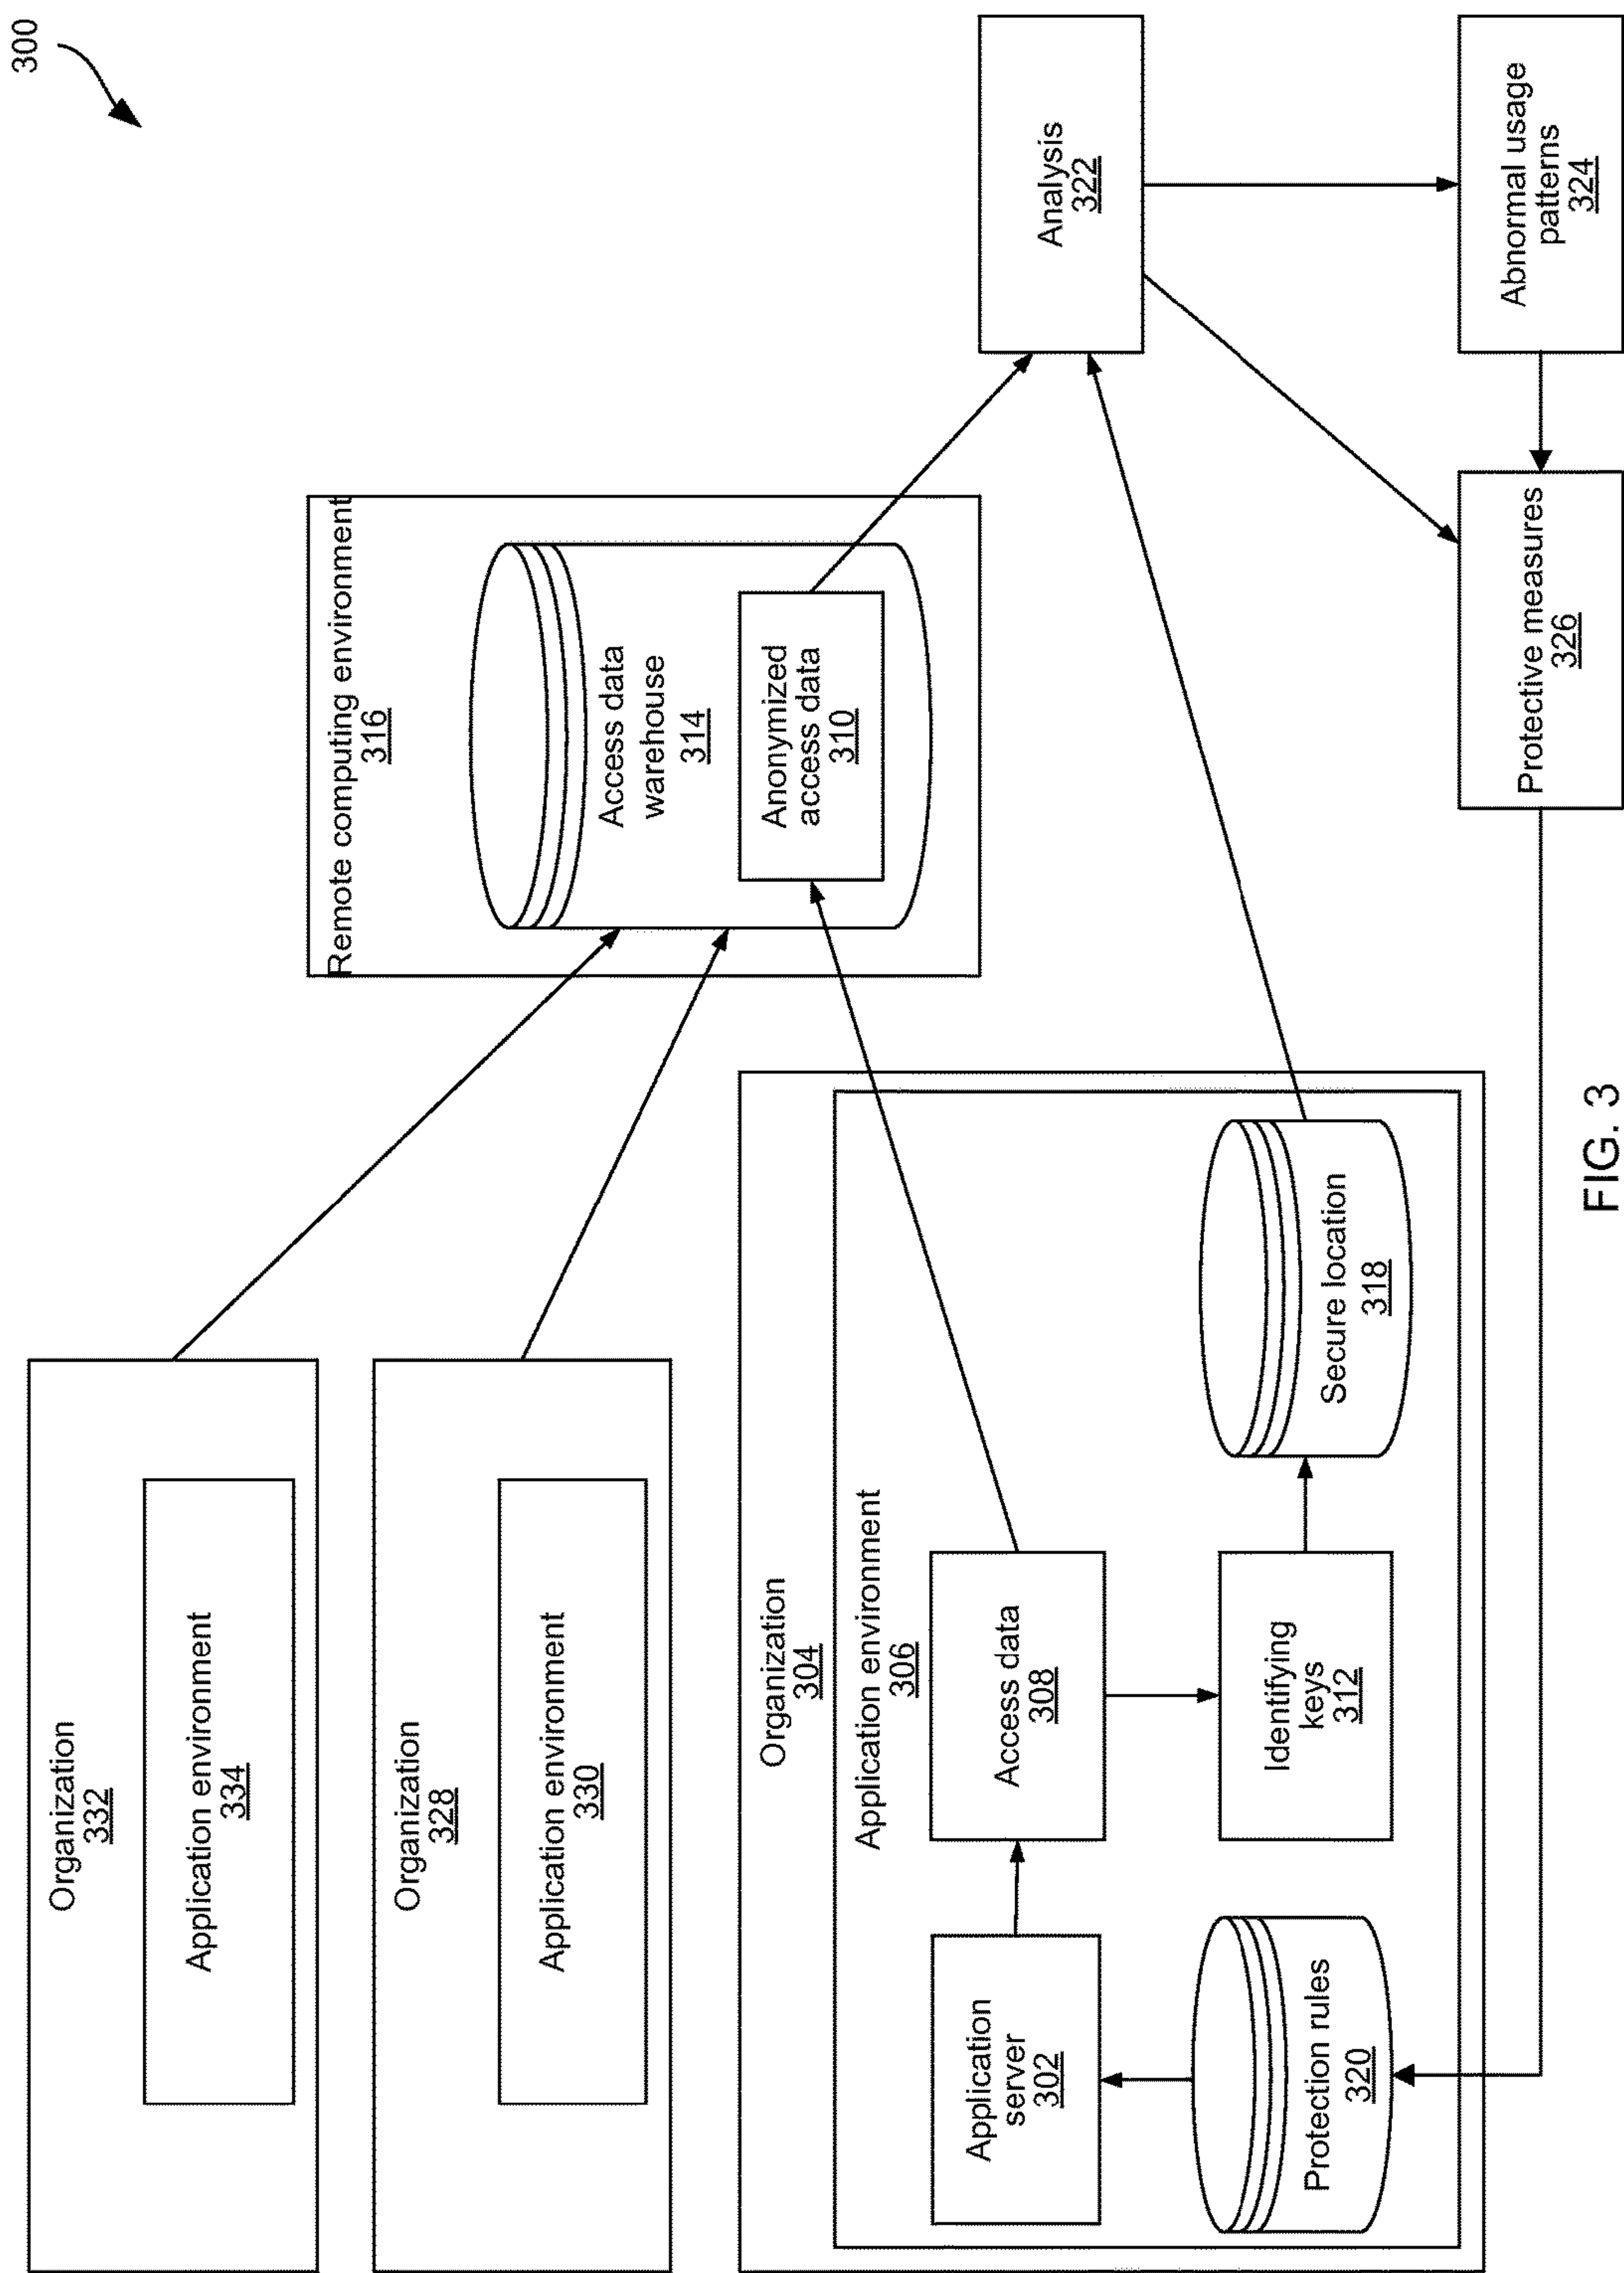 300
Organization
332
Application environment
334
Organization
328
Application environment
330
Remote computing environment
316
Access data
warehouse
314
Anonymized
access data
310
Organization
304
Application environment
306
Application
server
302
Access data
308
Protection rules
320
Identifying
keys
312
Secure location
318
Analysis
322
Protective measures
326
Abnormal usage
patterns
324
FIG. 3